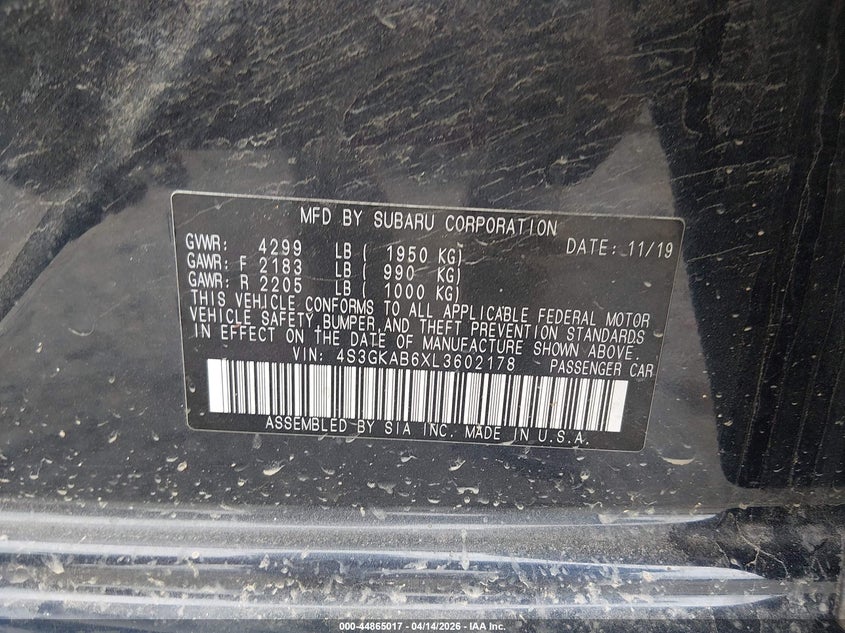 MFD BY SUBARU CORPORATION
GVWR: 4299 LB ( 1950 KG) DATE: 11/19
GAWR: F 2183 LB ( 990 KG)
GAWR: R 2205 LB ( 1000 KG)
THIS VEHICLE CONFORMS TO ALL APPLICABLE FEDERAL MOTOR
VEHICLE SAFETY,BUMPER,AND THEFT PREVENTION STANDARDS
IN EFFECT ON THE DATE OF MANUFACTURE SHOWN ABOVE.
VIN: 4S3GKAB6XL3602178 PASSENGER CAR
ASSEMBLED BY SIA INC. MADE IN U.S.A.
000-44865017 - 04/14/2026 - IAA Inc.